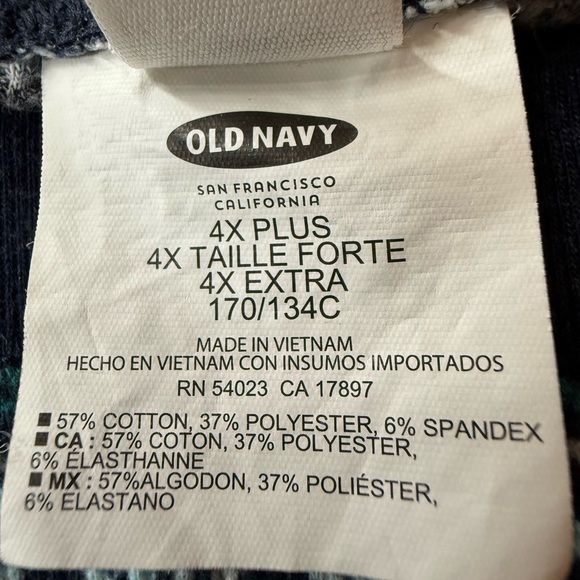 OLD NAVY
SAN FRANCISCO
CALIFORNIA
4X PLUS
4X TAILLE FORTE
4X EXTRA
170/134C
MADE IN VIETNAM
HECHO EN VIETNAM CON INSUMOS IMPORTADOS
RN 54023 CA 17897
■ 57% COTTON, 37% POLYESTER, 6% SPANDEX
■ CA : 57% COTON, 37% POLYESTER,
6% ÉLASTHANNE
■ MX : 57%ALGODON, 37% POLIÉSTER,
6% ELASTANO